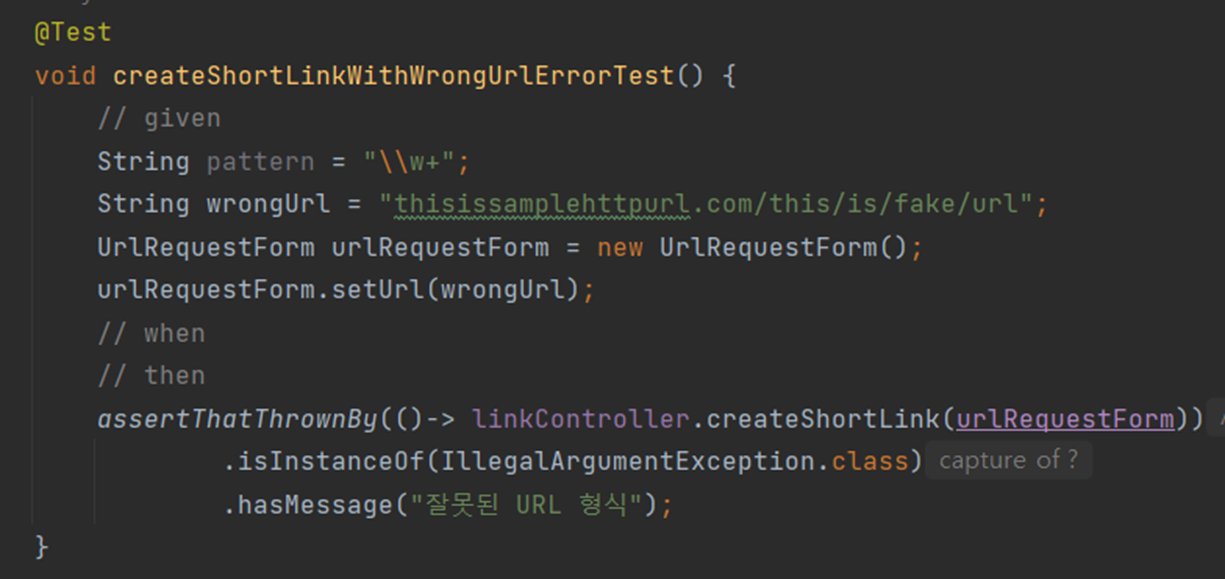 @Test
void createShortLinkWithWrongUrlErrorTest() {
// given
String pattern = "\\w+";
String wrongUrl = "thisissamplehttpurl.com/this/is/fake/url";
UrlRequestForm urlRequestForm = new UrlRequestForm();
urlRequestForm.setUrl(wrongUrl);
// when
// then
assertThatThrownBy(()-> linkController.createShortLink(urlRequestForm))
.isInstanceOf(IllegalArgumentException.class) capture of ?
.hasMessage("잘못된 URL 형식");
}